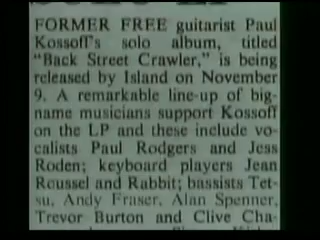 FORMER FREE guitarist Paul
Kossoff's solo album, titled
"Back Street Crawler," is being
released by Island on November
9. A remarkable line-up of big-
name musicians support Kossoff
on the LP and these include vo-
calists Paul Rodgers and Jess
Roden; keyboard players Jean
Roussel and Rabbit; bassists Tet-
su, Andy Fraser, Alan Spenner,
Trevor Burton and Clive Cha-